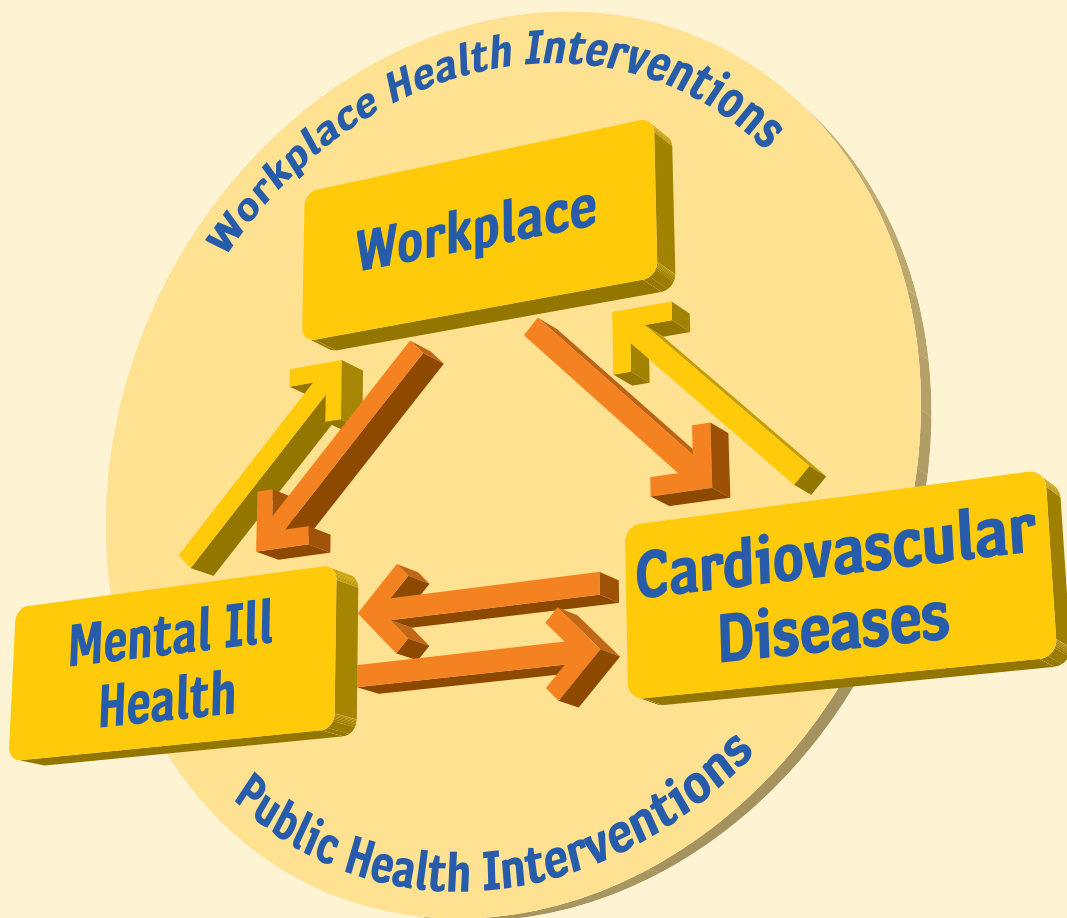 Workplace Health Interventions
Workplace
Cardiovascular
Diseases
Mental Ill
Health
Public Health Interventions